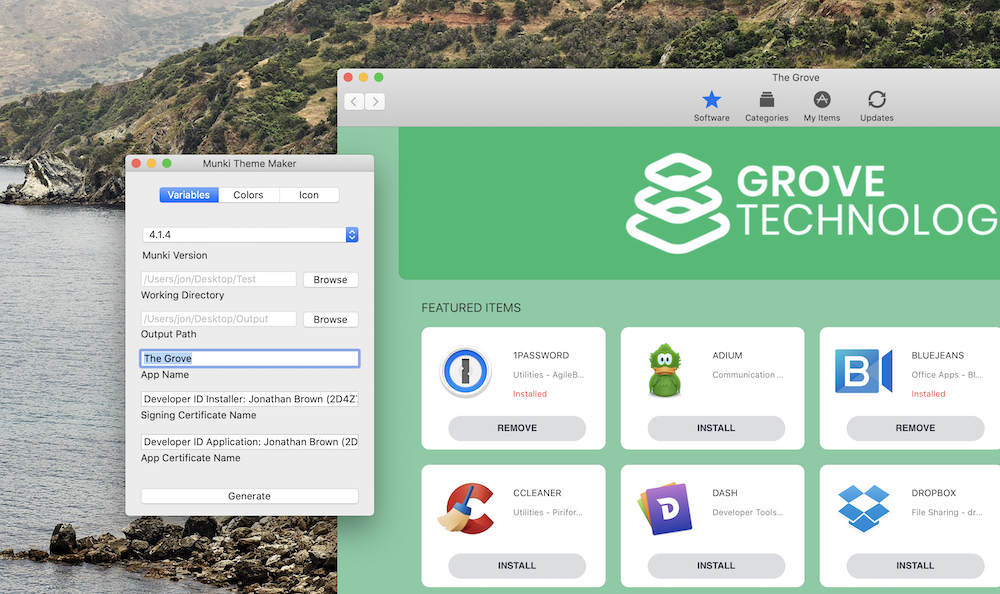 The Grove
Software
Categories
My Items
Updates
Munki Theme Maker
Variables
Colors
Icon
4.1.4
Munki Version
/Users/jon/Desktop/Test
Browse
Working Directory
/Users/jon/Desktop/Output
Browse
Output Path
The Grove
App Name
Developer ID Installer: Jonathan Brown (2D4Z
Signing Certificate Name
Developer ID Application: Jonathan Brown (2D
App Certificate Name
Generate
GROVE
TECHNOLOG
FEATURED ITEMS
1PASSWORD
Utilities - AgileB...
Installed
REMOVE
ADIUM
Communication ...
INSTALL
B
BLUEJEANS
Office Apps - Bl...
Installed
REMOVE
CCLEANER
Utilities - Pirifor...
INSTALL
D
DASH
Developer Tools...
INSTALL
DROPBOX
File Sharing - dr...
INSTALL